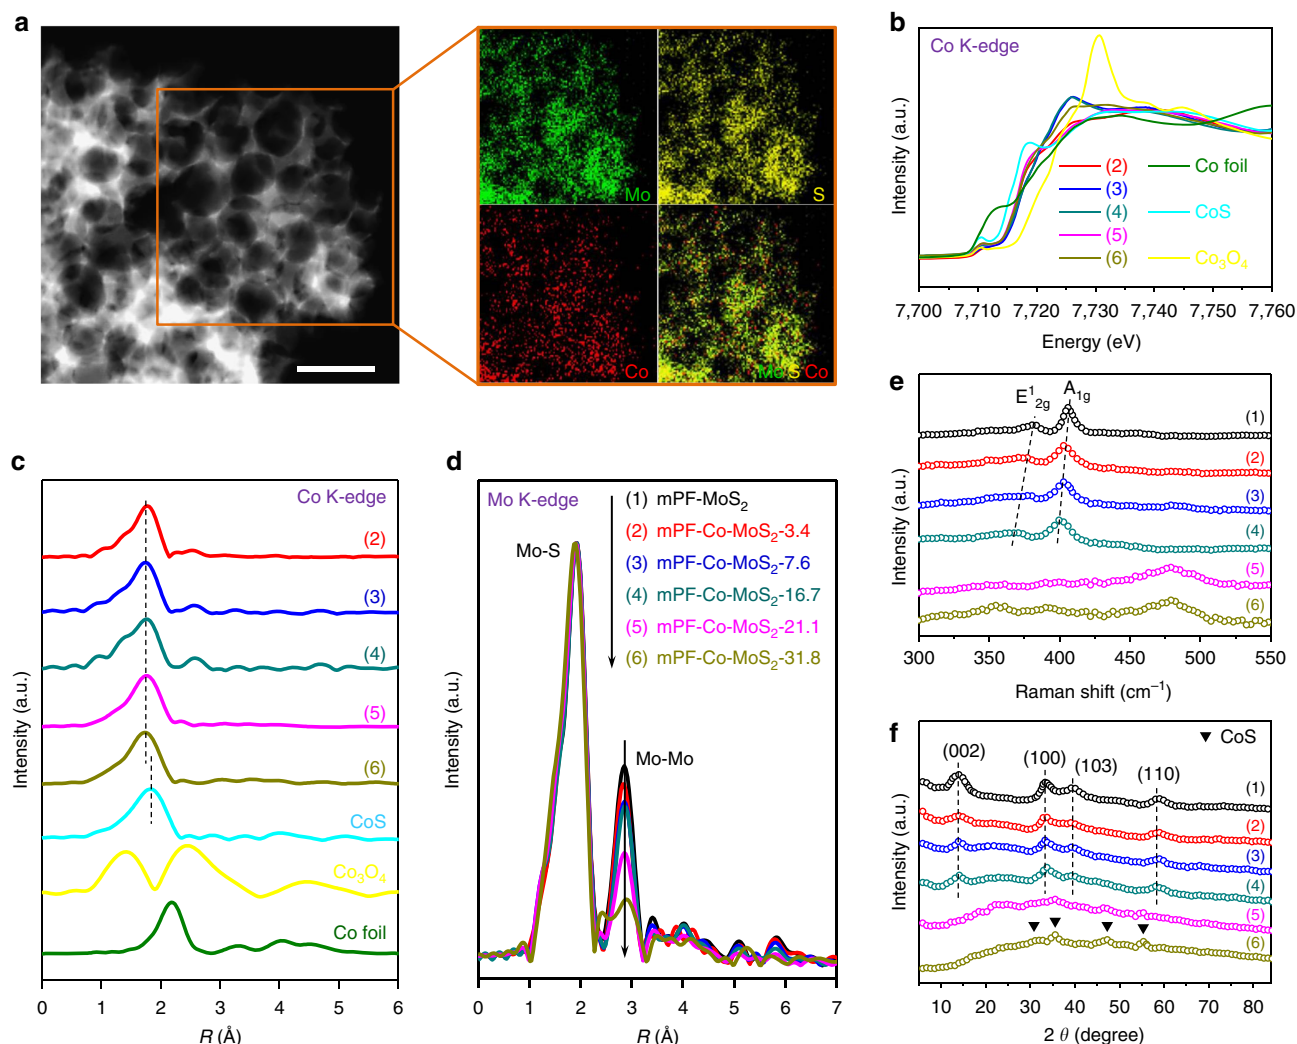 a
Mo
S
Co
Mo S Co
b
Co K-edge
Intensity (a.u.)
(2)
(3)
(4)
(5)
(6)
Co foil
CoS
Co₃O₄
7,700 7,710 7,720 7,730 7,740 7,750 7,760
Energy (eV)
c
Co K-edge
(2)
(3)
(4)
(5)
(6)
CoS
Co₃O₄
Co foil
Intensity (a.u.)
0 1 2 3 4 5 6
R (Å)
d
Mo K-edge
Mo-S
Mo-Mo
(1) mPF-MoS₂
(2) mPF-Co-MoS₂-3.4
(3) mPF-Co-MoS₂-7.6
(4) mPF-Co-MoS₂-16.7
(5) mPF-Co-MoS₂-21.1
(6) mPF-Co-MoS₂-31.8
Intensity (a.u.)
0 1 2 3 4 5 6 7
R (Å)
e
E¹₂g
A₁g
(1)
(2)
(3)
(4)
(5)
(6)
Intensity (a.u.)
300 350 400 450 500 550
Raman shift (cm⁻¹)
f
▼ CoS
(002)
(100)
(103)
(110)
(1)
(2)
(3)
(4)
(5)
(6)
Intensity (a.u.)
10 20 30 40 50 60 70 80
2 θ (degree)